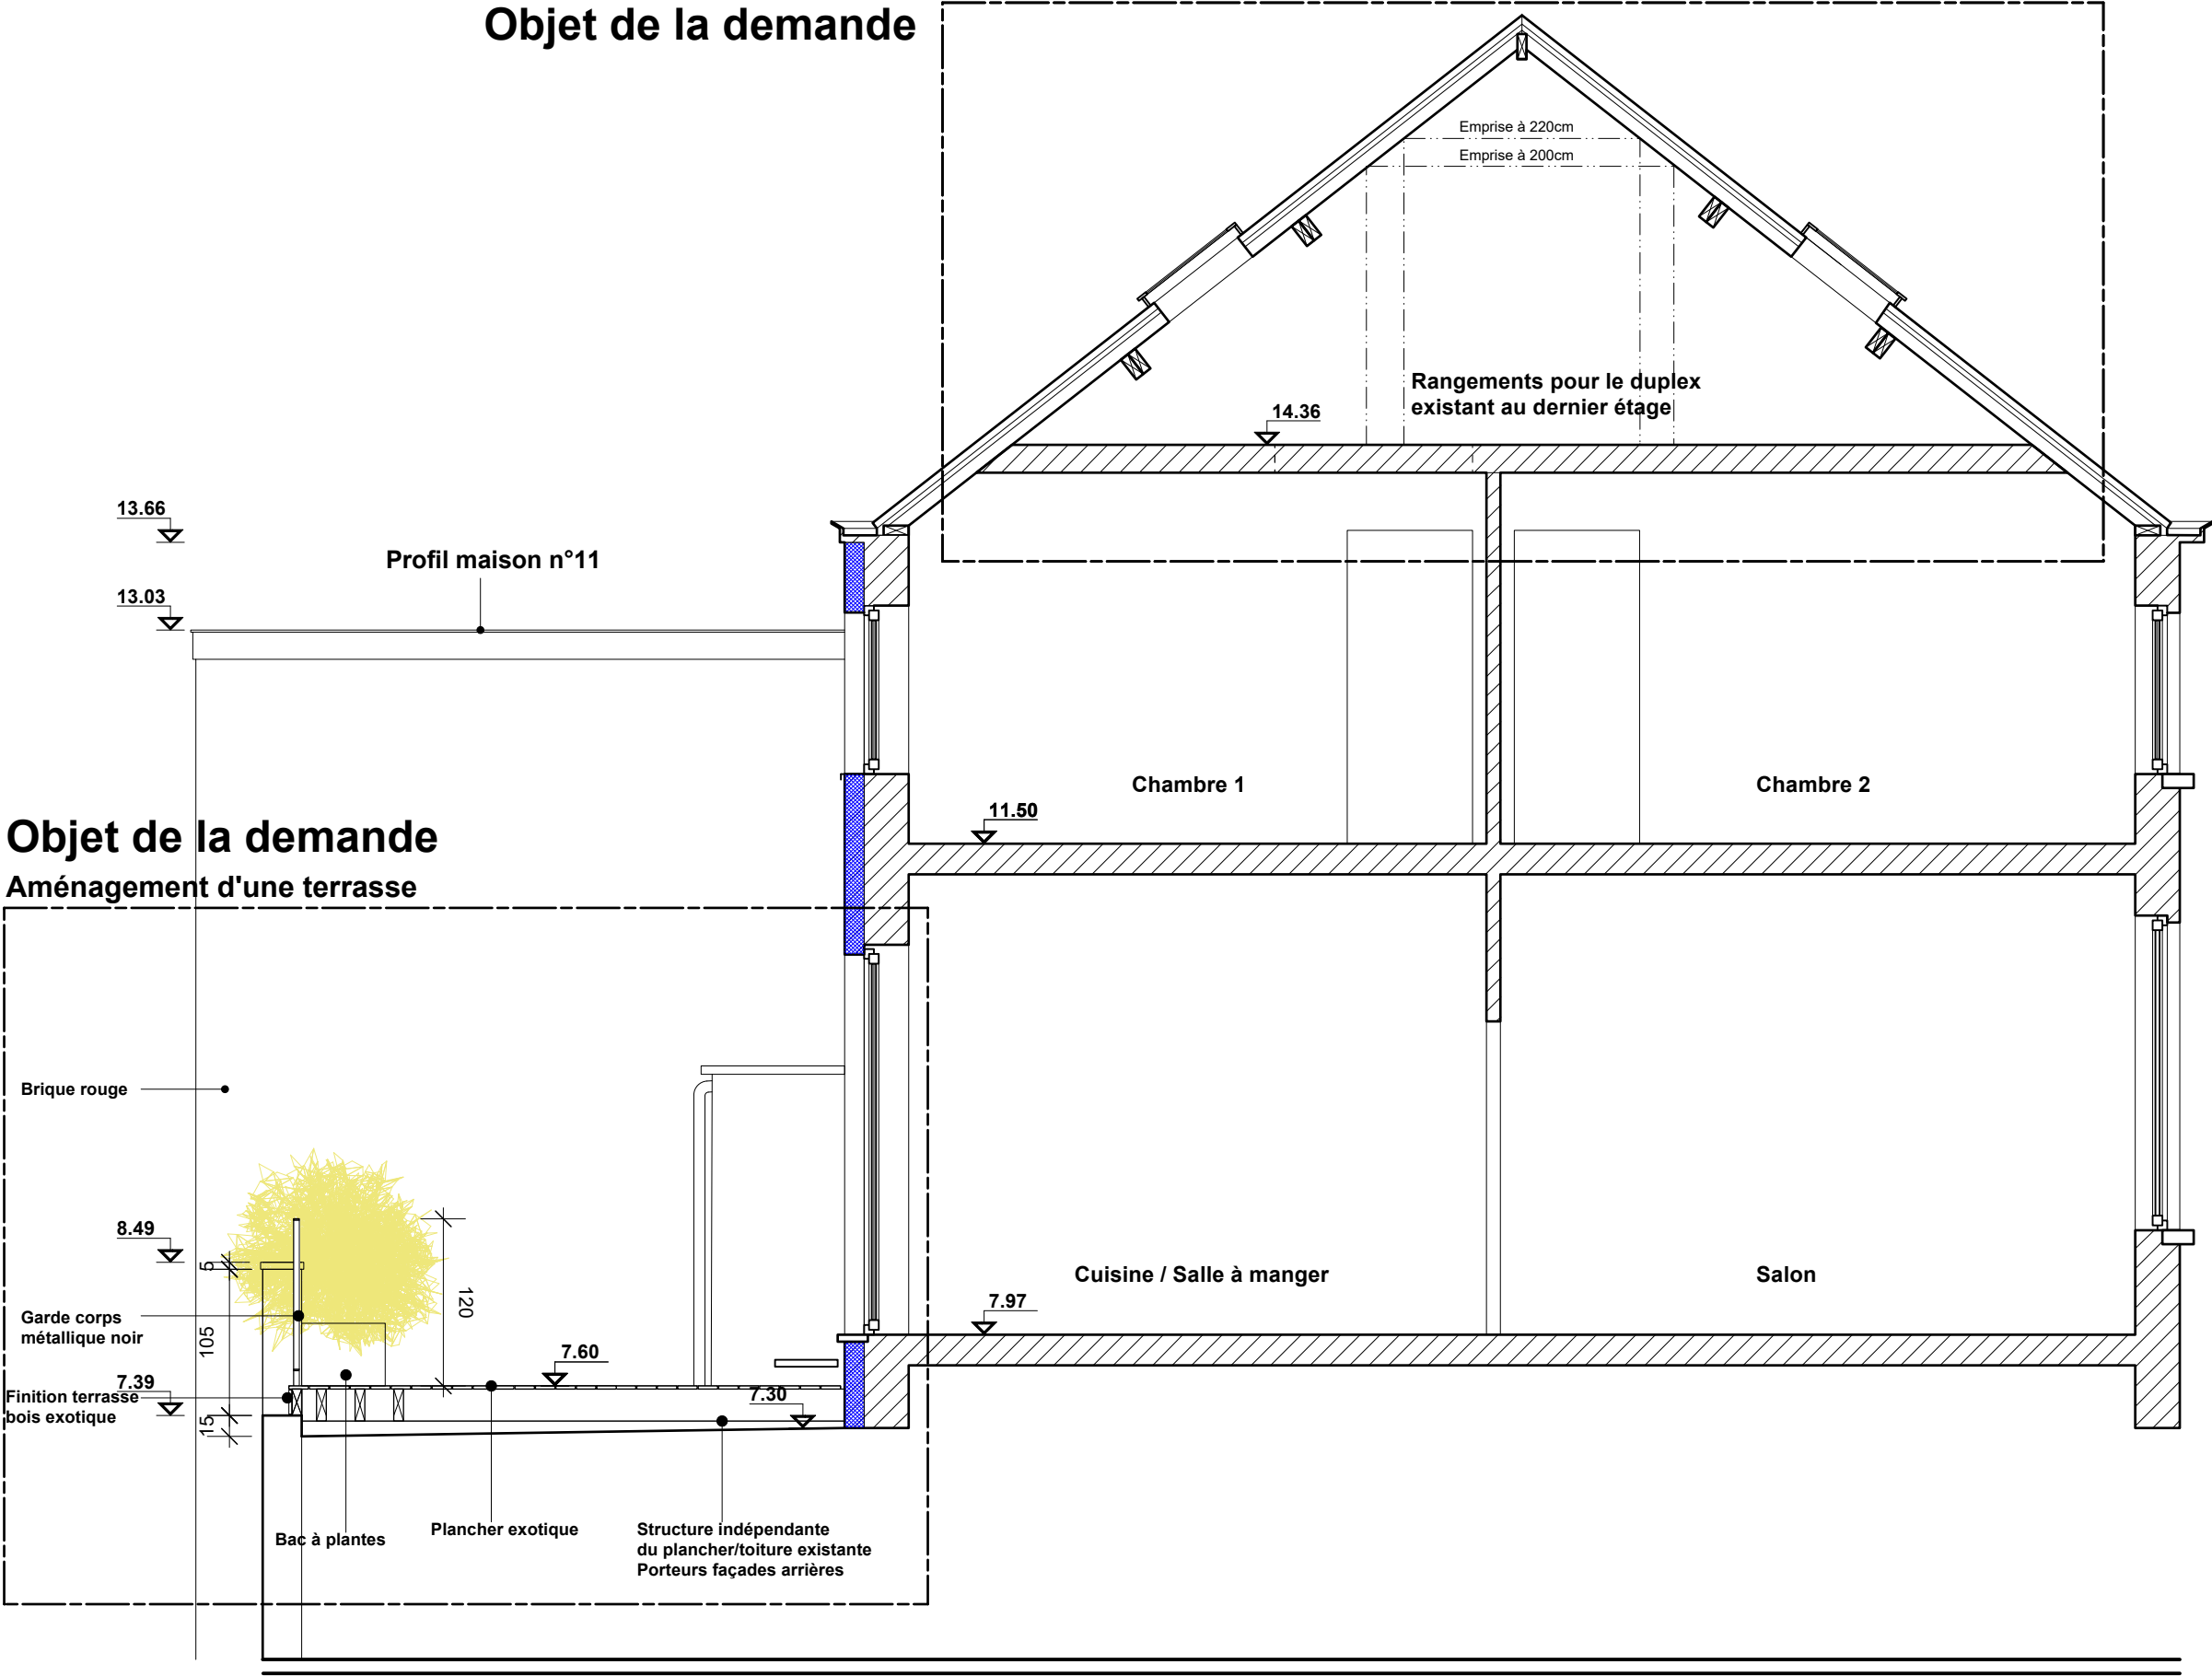 Objet de la demande
Emprise à 220cm
Emprise à 200cm
Rangements pour le duplex
existant au dernier étage
14.36
13.66
Profil maison n°11
13.03
Chambre 1
Chambre 2
11.50
Objet de la demande
Aménagement d'une terrasse
Brique rouge
8.49
5
120
Cuisine / Salle à manger
Salon
7.97
Garde corps
métallique noir
105
7.60
7.39
Finition terrasse
bois exotique
7.30
15
Bac à plantes
Plancher exotique
Structure indépendante
du plancher/toiture existante
Porteurs façades arrières